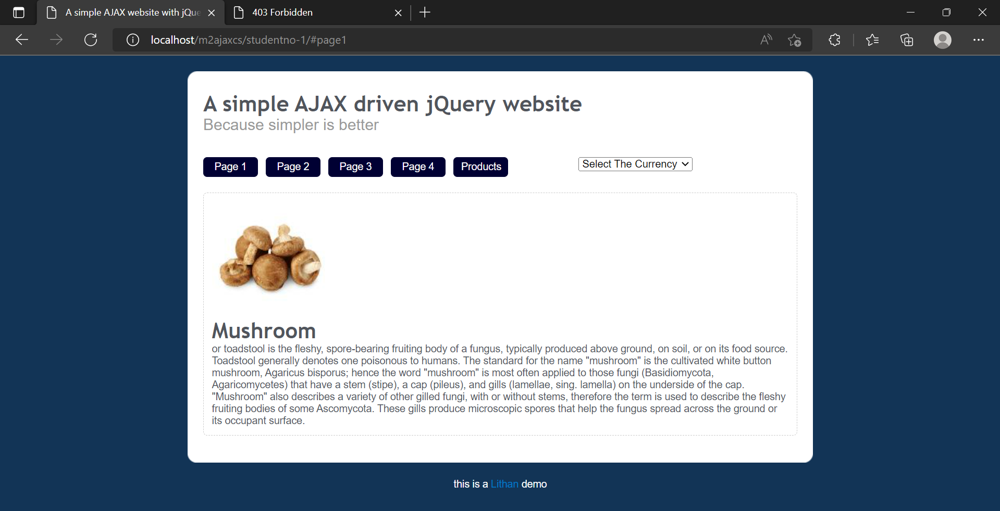 A simple AJAX website with jQue
403 Forbidden
localhost/m2ajaxcs/studentno-1/#page1
A simple AJAX driven jQuery website
Because simpler is better
Page 1 Page 2 Page 3 Page 4 Products Select The Currency
Mushroom
or toadstool is the fleshy, spore-bearing fruiting body of a fungus, typically produced above ground, on soil, or on its food source.
Toadstool generally denotes one poisonous to humans. The standard for the name "mushroom" is the cultivated white button
mushroom, Agaricus bisporus; hence the word "mushroom" is most often applied to those fungi (Basidiomycota,
Agaricomycetes) that have a stem (stipe), a cap (pileus), and gills (lamellae, sing. lamella) on the underside of the cap.
"Mushroom" also describes a variety of other gilled fungi, with or without stems, therefore the term is used to describe the fleshy
fruiting bodies of some Ascomycota. These gills produce microscopic spores that help the fungus spread across the ground or
its occupant surface.
this is a Lithan demo